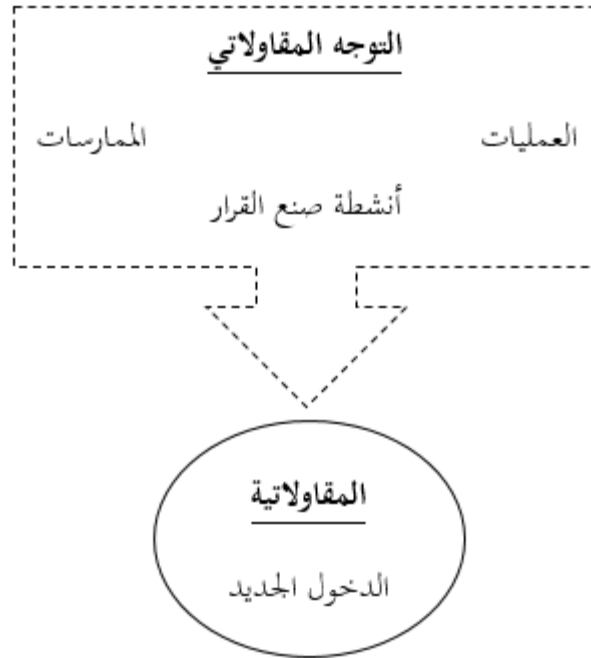 التوجه المقاولاتي
العمليات الممارسات
أنشطة صنع القرار
المقاولاتية
الدخول الجديد